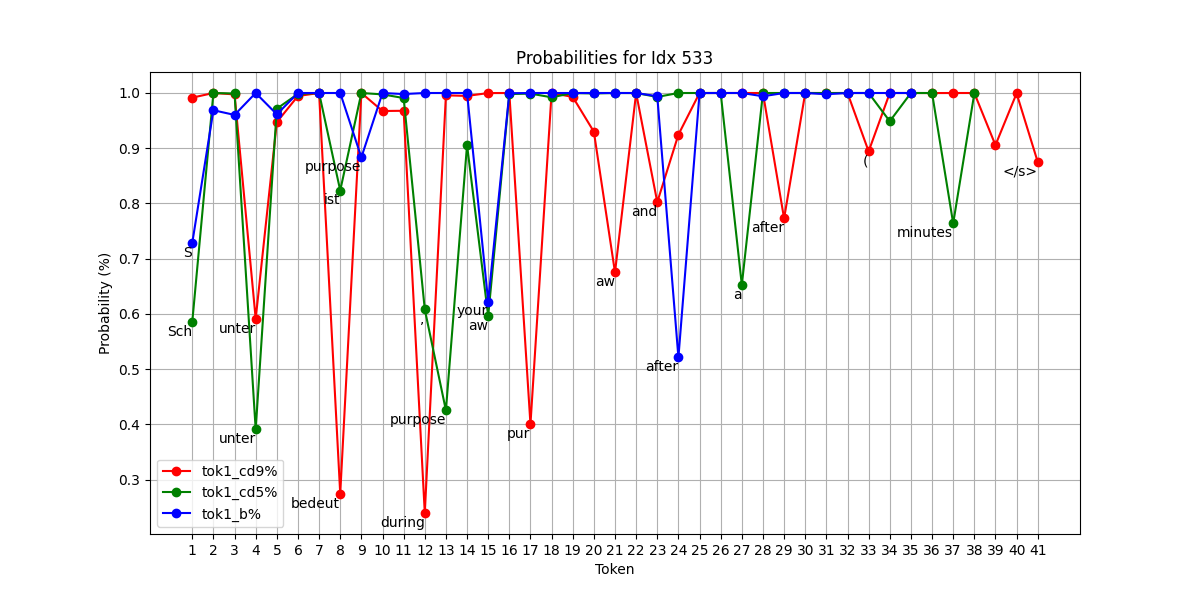 Probabilities for Idx 533
Probability (%)
1.0
0.9
0.8
0.7
0.6
0.5
0.4
0.3
S
Sch
unter
unter
purpose
ist
bedeut
,
during
purpose
your
aw
pur
aw
and
after
a
after
(
minutes
</s>
tok1_cd9%
tok1_cd5%
tok1_b%
1 2 3 4 5 6 7 8 9 10 11 12 13 14 15 16 17 18 19 20 21 22 23 24 25 26 27 28 29 30 31 32 33 34 35 36 37 38 39 40 41
Token